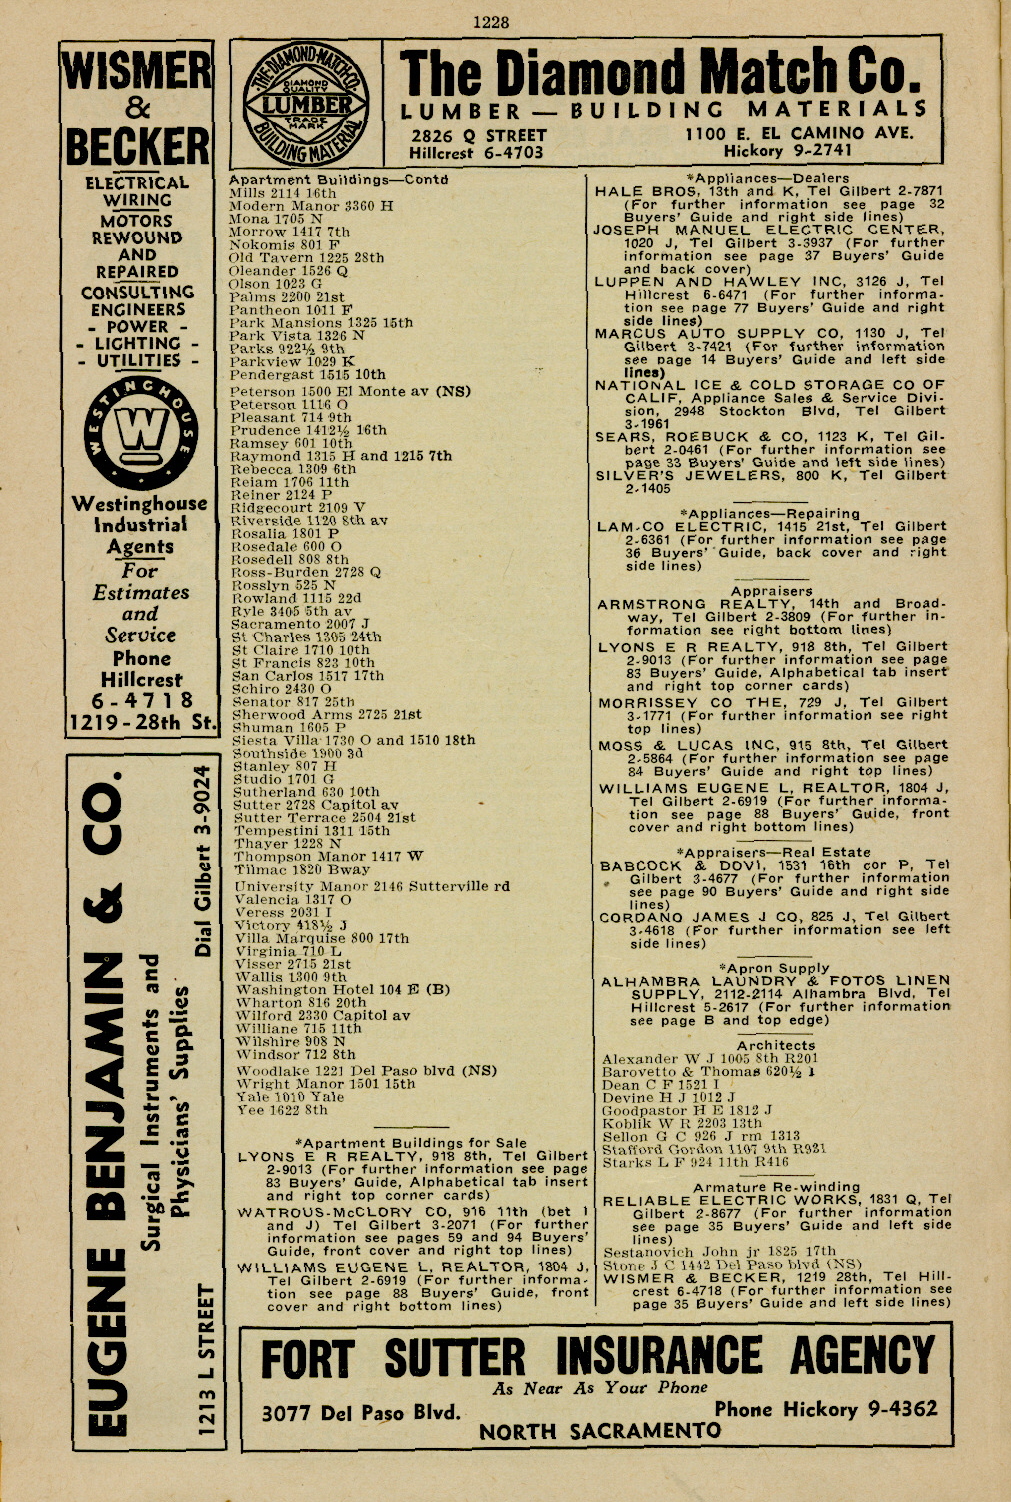 1228
WISMER
&
BECKER
ELECTRICAL
WIRING
MOTORS
REWOUND
AND
REPAIRED
CONSULTING
ENGINEERS
- POWER -
- LIGHTING -
- UTILITIES -
WESTINGHOUSE
W
Westinghouse
Industrial
Agents
For
Estimates
and
Service
Phone
Hillcrest
6-4718
1219-28th St.
EUGENE BENJAMIN & CO.
Surgical Instruments and
Physicians' Supplies
1213 L STREET
Dial Gilbert 3-9024
THE DIAMOND MATCH CO.
DIAMOND
QUALITY
LUMBER
TRADE
MARK
BUILDING MATERIAL
The Diamond Match Co.
LUMBER — BUILDING MATERIALS
2826 Q STREET
Hillcrest 6-4703
1100 E. EL CAMINO AVE.
Hickory 9-2741
Apartment Buildings—Contd
Mills 2114 16th
Modern Manor 3360 H
Mona 1705 N
Morrow 1417 7th
Nokomis 801 F
Old Tavern 1225 28th
Oleander 1526 Q
Olson 1023 G
Palms 2200 21st
Pantheon 1011 F
Park Mansions 1325 15th
Park Vista 1326 N
Parks 922½ 9th
Parkview 1029 K
Pendergast 1515 10th
Peterson 1500 El Monte av (NS)
Peterson 1116 O
Pleasant 714 9th
Prudence 1412½ 16th
Ramsey 601 10th
Raymond 1315 H and 1215 7th
Rebecca 1309 6th
Reiam 1706 11th
Reiner 2124 P
Ridgecourt 2109 V
Riverside 1120 8th av
Rosalia 1801 P
Rosedale 600 O
Rosedell 808 8th
Ross-Burden 2728 Q
Rosslyn 525 N
Rowland 1115 22d
Ryle 3405 5th av
Sacramento 2007 J
St Charles 1305 24th
St Claire 1710 10th
St Francis 823 10th
San Carlos 1517 17th
Schiro 2430 O
Senator 817 25th
Sherwood Arms 2725 21st
Shuman 1605 P
Siesta Villa 1730 O and 1510 18th
Southside 1900 3d
Stanley 807 H
Studio 1701 G
Sutherland 630 10th
Sutter 2728 Capitol av
Sutter Terrace 2504 21st
Tempestini 1311 15th
Thayer 1228 N
Thompson Manor 1417 W
Tilmac 1820 Bway
University Manor 2146 Sutterville rd
Valencia 1317 O
Veress 2031 I
Victory 418½ J
Villa Marquise 800 17th
Virginia 710 L
Visser 2715 21st
Wallis 1300 9th
Washington Hotel 104 E (B)
Wharton 816 20th
Wilford 2330 Capitol av
Williane 715 11th
Wilshire 908 N
Windsor 712 8th
Woodlake 1221 Del Paso blvd (NS)
Wright Manor 1501 15th
Yale 1010 Yale
Yee 1622 8th
*Apartment Buildings for Sale
LYONS E R REALTY, 918 8th, Tel Gilbert
2-9013 (For further information see page
83 Buyers' Guide, Alphabetical tab insert
and right top corner cards)
WATROUS-McCLORY CO, 916 11th (bet I
and J) Tel Gilbert 3-2071 (For further
information see pages 59 and 94 Buyers'
Guide, front cover and right top lines)
WILLIAMS EUGENE L, REALTOR, 1804 J,
Tel Gilbert 2-6919 (For further informa-
tion see page 88 Buyers' Guide, front
cover and right bottom lines)
*Appliances—Dealers
HALE BROS, 13th and K, Tel Gilbert 2-7871
(For further information see page 32
Buyers' Guide and right side lines)
JOSEPH MANUEL ELECTRIC CENTER,
1020 J, Tel Gilbert 3-3937 (For further
information see page 37 Buyers' Guide
and back cover)
LUPPEN AND HAWLEY INC, 3126 J, Tel
Hillcrest 6-6471 (For further informa-
tion see page 77 Buyers' Guide and right
side lines)
MARCUS AUTO SUPPLY CO, 1130 J, Tel
Gilbert 3-7421 (For further information
see page 14 Buyers' Guide and left side
lines)
NATIONAL ICE & COLD STORAGE CO OF
CALIF, Appliance Sales & Service Divi-
sion, 2948 Stockton Blvd, Tel Gilbert
3-1961
SEARS, ROEBUCK & CO, 1123 K, Tel Gil-
bert 2-0461 (For further information see
page 33 Buyers' Guide and left side lines)
SILVER'S JEWELERS, 800 K, Tel Gilbert
2-1405
*Appliances—Repairing
LAM-CO ELECTRIC, 1415 21st, Tel Gilbert
2-6361 (For further information see page
36 Buyers' Guide, back cover and right
side lines)
Appraisers
ARMSTRONG REALTY, 14th and Broad-
way, Tel Gilbert 2-3809 (For further in-
formation see right bottom lines)
LYONS E R REALTY, 918 8th, Tel Gilbert
2-9013 (For further information see page
83 Buyers' Guide, Alphabetical tab insert
and right top corner cards)
MORRISSEY CO THE, 729 J, Tel Gilbert
3-1771 (For further information see right
top lines)
MOSS & LUCAS INC, 915 8th, Tel Gilbert
2-5864 (For further information see page
84 Buyers' Guide and right top lines)
WILLIAMS EUGENE L, REALTOR, 1804 J,
Tel Gilbert 2-6919 (For further informa-
tion see page 88 Buyers' Guide, front
cover and right bottom lines)
*Appraisers—Real Estate
BABCOCK & DOVI, 1531 16th cor P, Tel
Gilbert 3-4677 (For further information
see page 90 Buyers' Guide and right side
lines)
CORDANO JAMES J CO, 825 J, Tel Gilbert
3-4618 (For further information see left
side lines)
*Apron Supply
ALHAMBRA LAUNDRY & FOTOS LINEN
SUPPLY, 2112-2114 Alhambra Blvd, Tel
Hillcrest 5-2617 (For further information
see page B and top edge)
Architects
Alexander W J 1005 8th R201
Barovetto & Thomas 620½ I
Dean C F 1521 I
Devine H J 1012 J
Goodpastor H E 1812 J
Koblik W R 2203 13th
Sellon G C 926 J rm 1313
Stafford Gordon 1107 9th R931
Starks L F 924 11th R416
Armature Re-winding
RELIABLE ELECTRIC WORKS, 1831 Q, Tel
Gilbert 2-8677 (For further information
see page 35 Buyers' Guide and left side
lines)
Sestanovich John jr 1825 17th
Stone J C 1442 Del Paso blvd (NS)
WISMER & BECKER, 1219 28th, Tel Hill-
crest 6-4718 (For further information see
page 35 Buyers' Guide and left side lines)
FORT SUTTER INSURANCE AGENCY
As Near As Your Phone
3077 Del Paso Blvd.
Phone Hickory 9-4362
NORTH SACRAMENTO